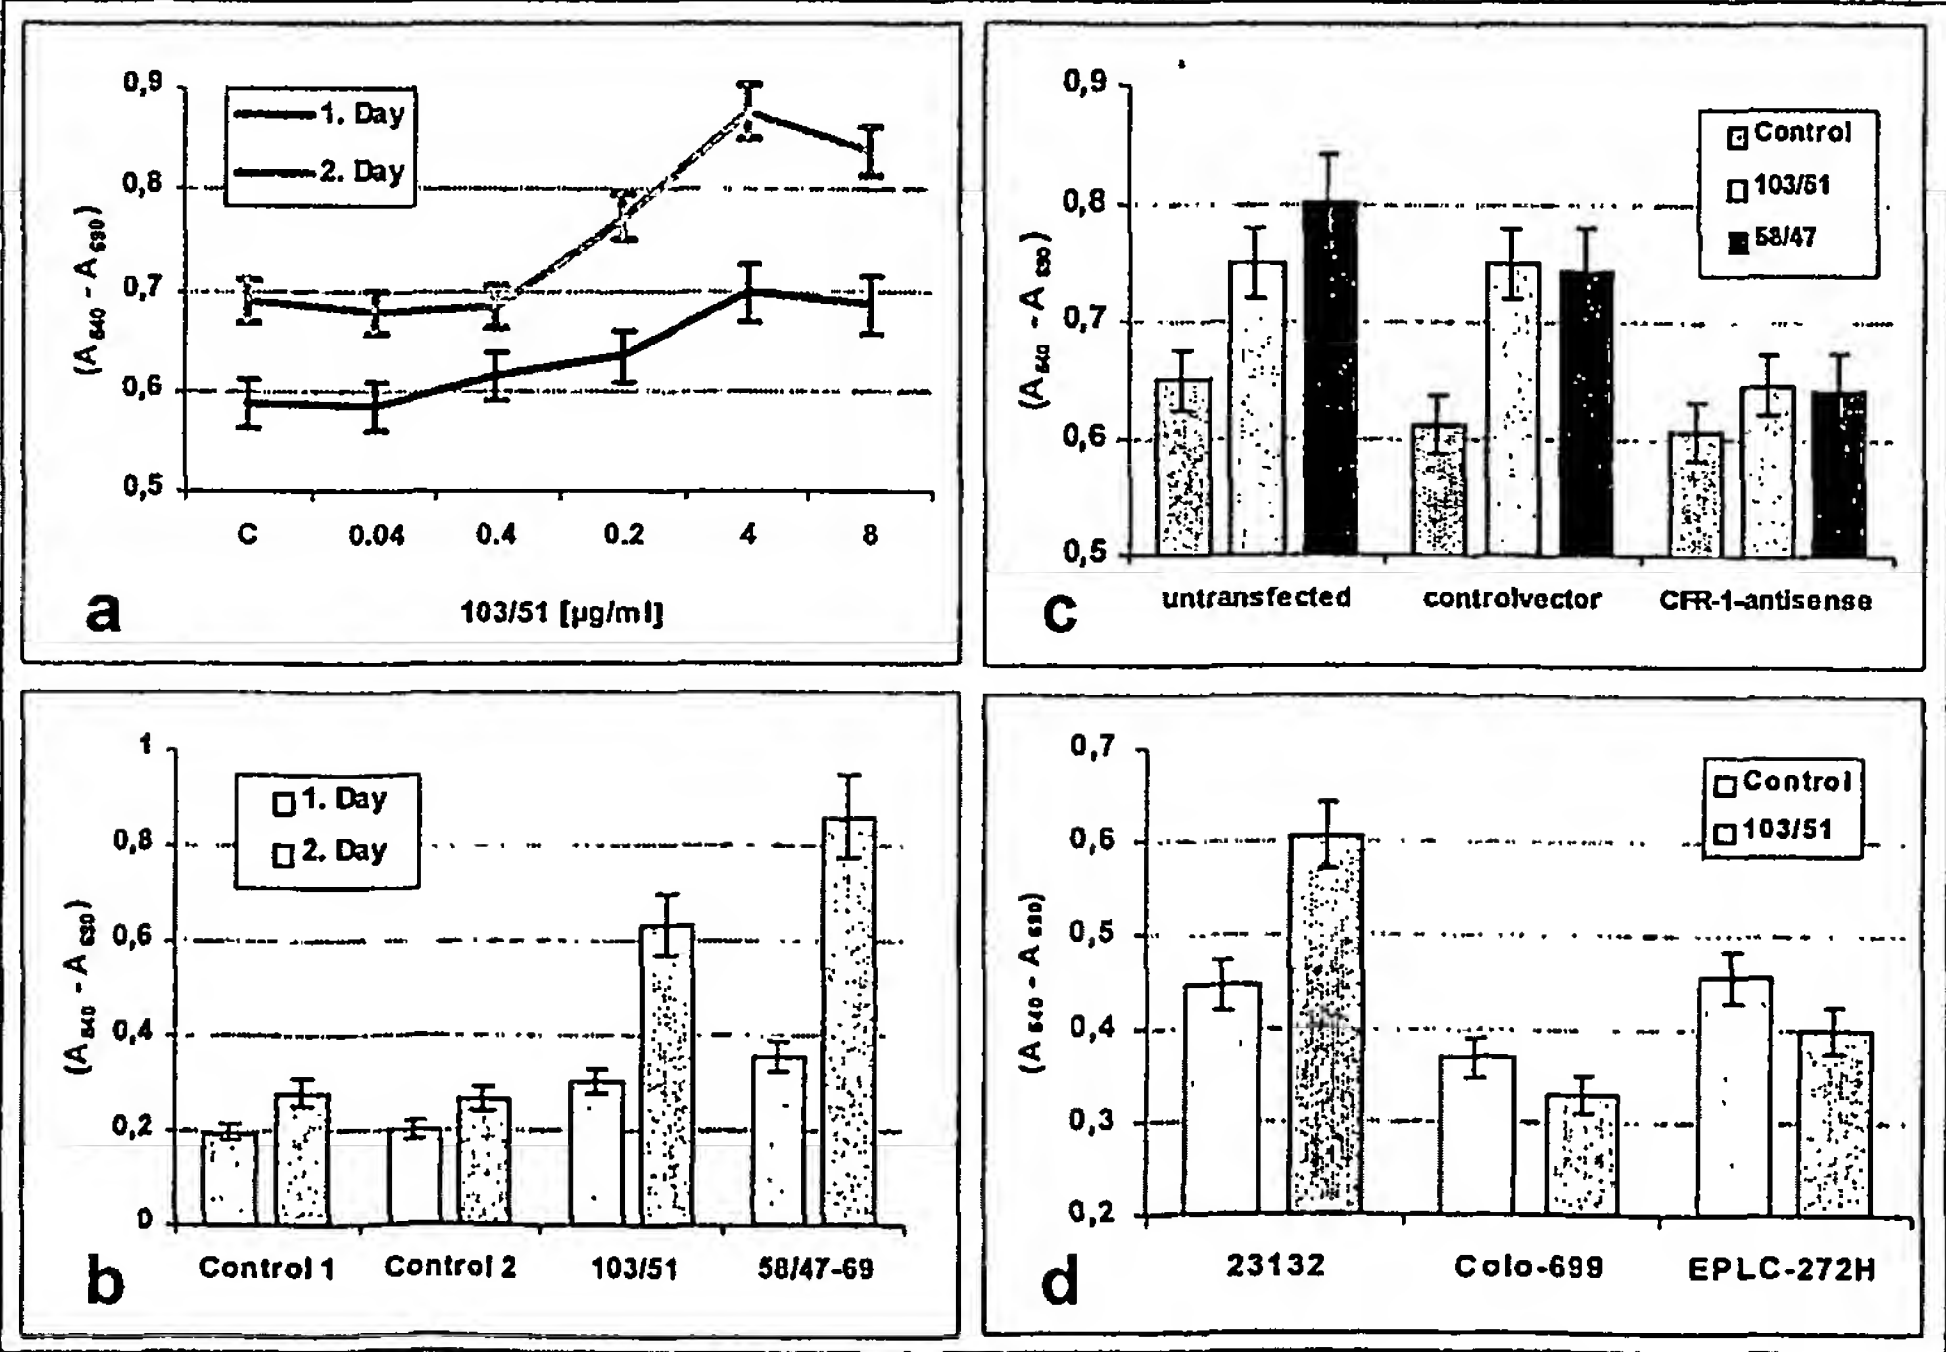 0,9
0,8
0,7
0,6
0,5
(A540 - A690)
1. Day
2. Day
C 0.04 0.4 0.2 4 8
103/51 [µg/ml]
a
0,9
0,8
0,7
0,6
0,5
(A540 - A690)
Control
103/51
58/47
untransfected controlvector CFR-1-antisense
c
1
0,8
0,6
0,4
0,2
0
(A540 - A690)
1. Day
2. Day
Control 1 Control 2 103/51 58/47-69
b
0,7
0,6
0,5
0,4
0,3
0,2
(A540 - A690)
Control
103/51
23132 Colo-699 EPLC-272H
d